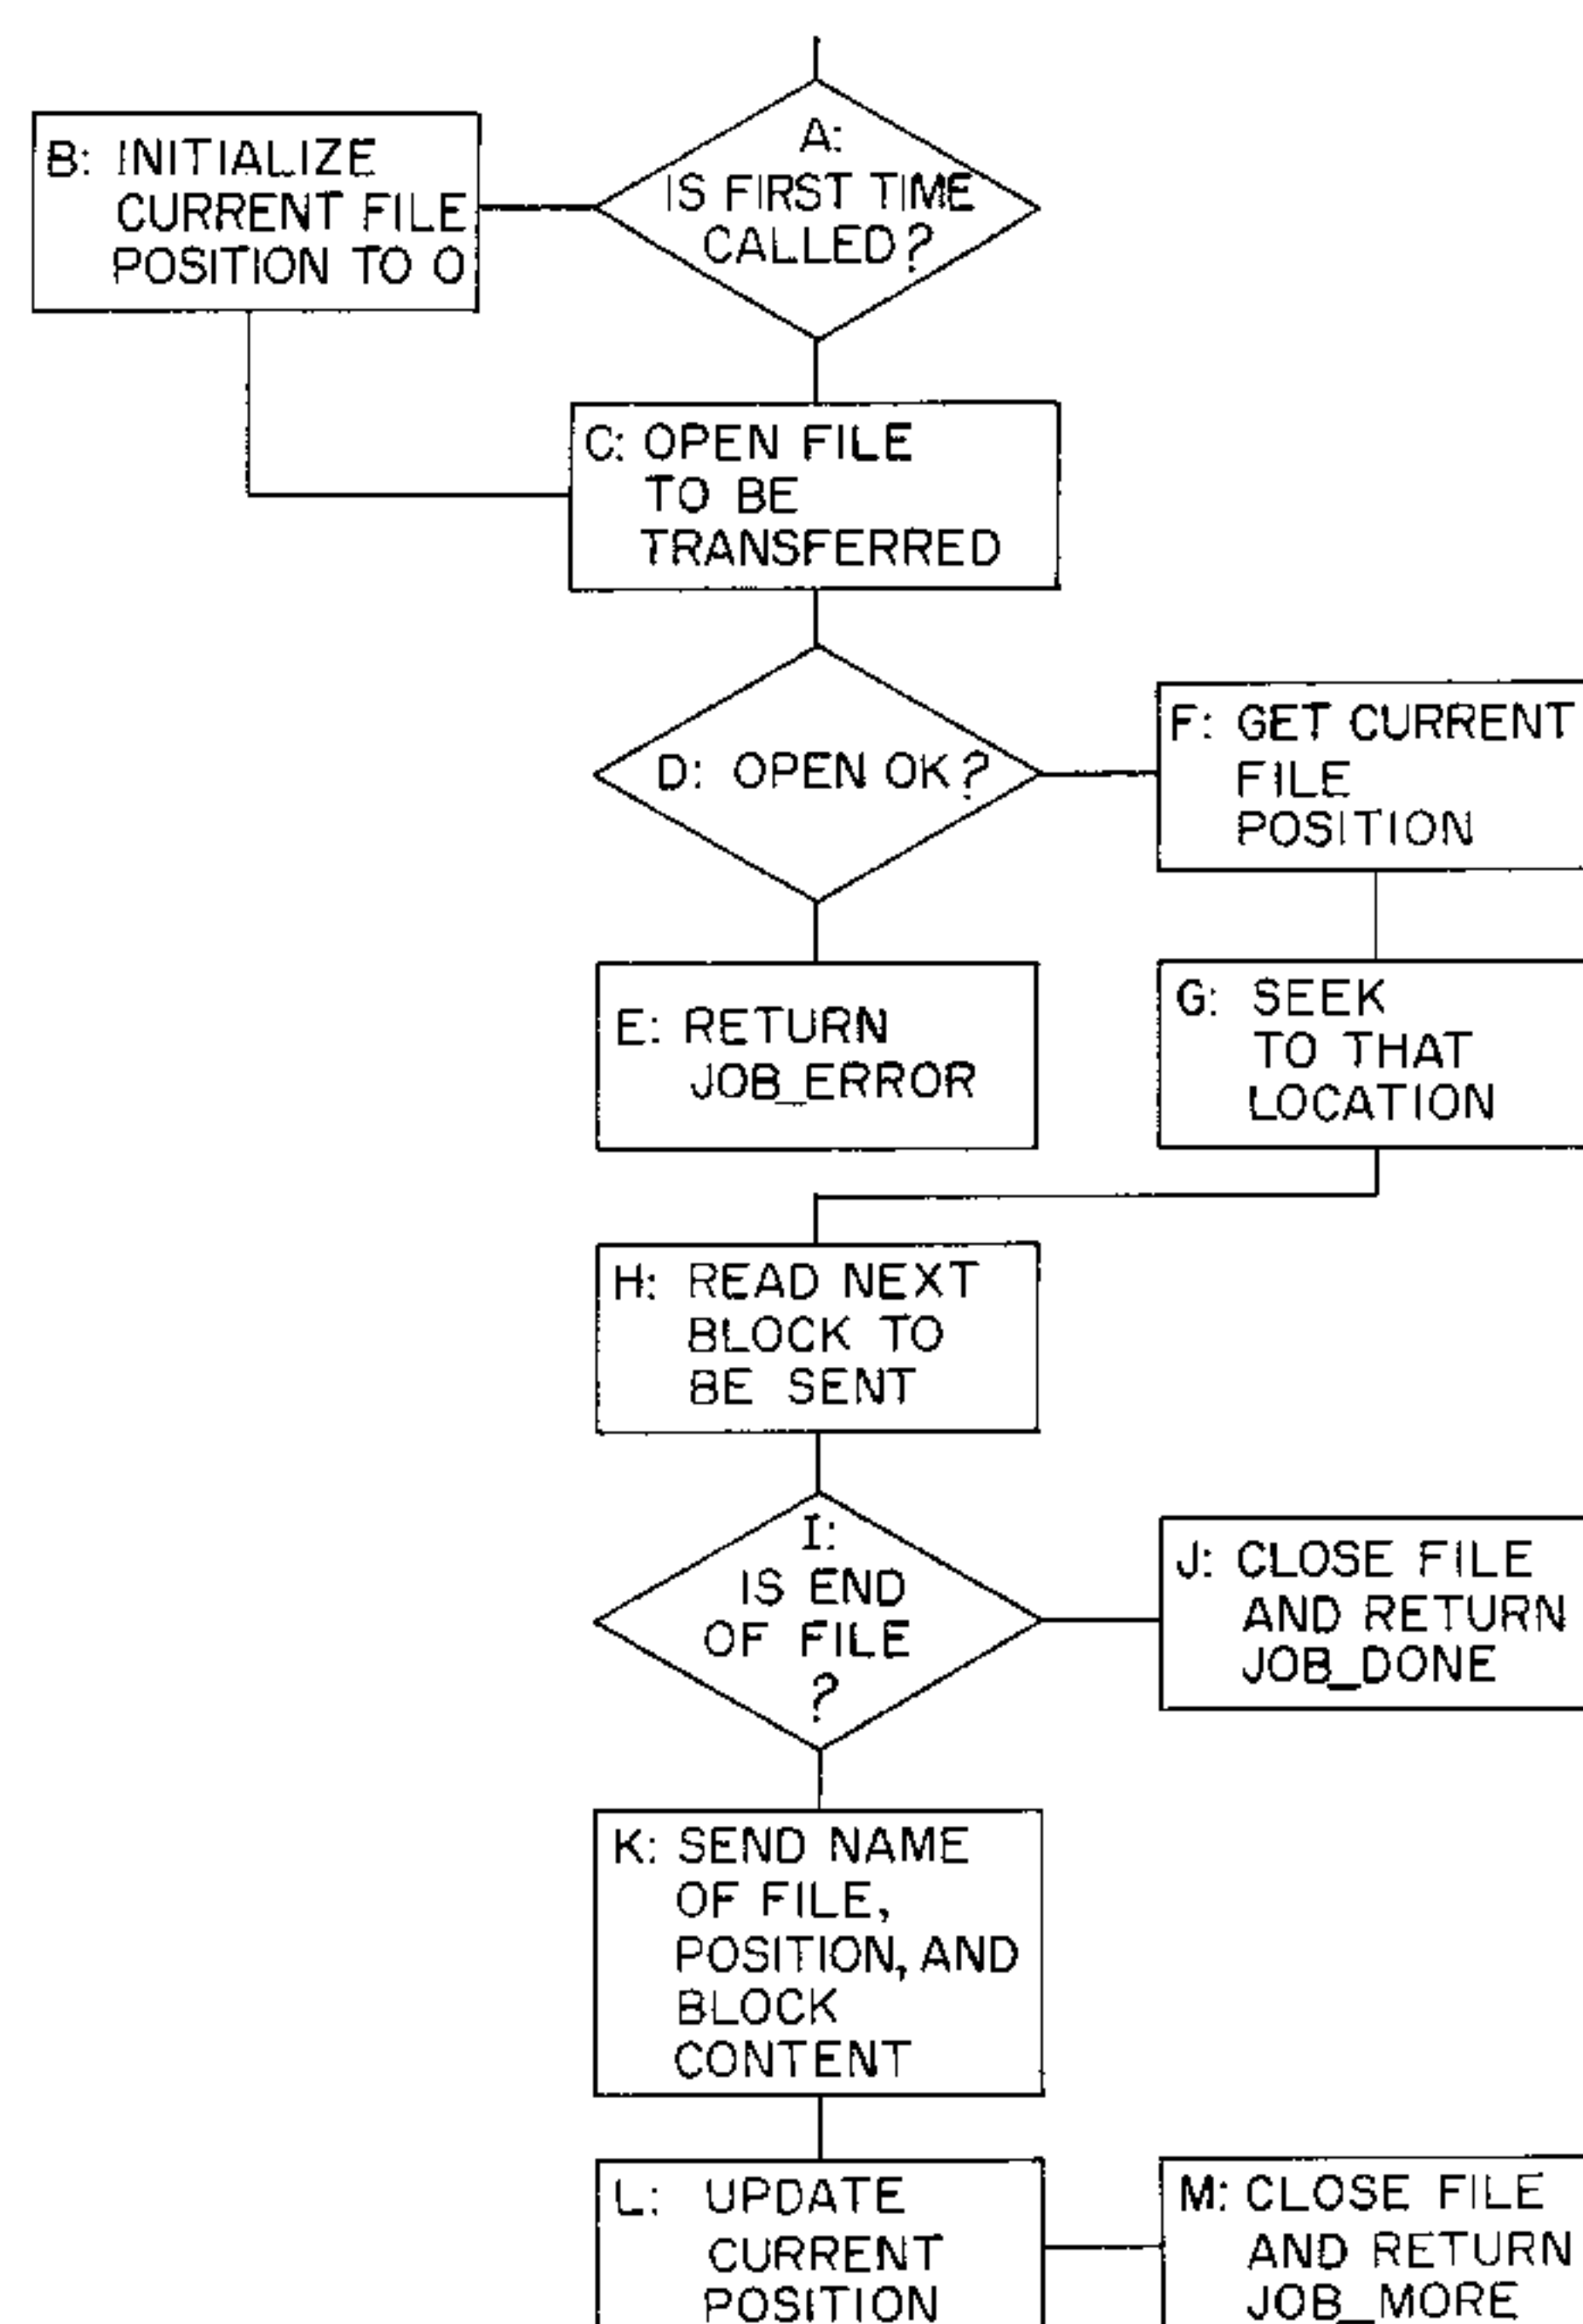 A:
IS FIRST TIME
CALLED?
B: INITIALIZE
CURRENT FILE
POSITION TO 0
C: OPEN FILE
TO BE
TRANSFERRED
D: OPEN OK?
E: RETURN
JOB_ERROR
F: GET CURRENT
FILE
POSITION
G: SEEK
TO THAT
LOCATION
H: READ NEXT
BLOCK TO
BE SENT
I:
IS END
OF FILE
?
J: CLOSE FILE
AND RETURN
JOB_DONE
K: SEND NAME
OF FILE,
POSITION, AND
BLOCK
CONTENT
L: UPDATE
CURRENT
POSITION
M: CLOSE FILE
AND RETURN
JOB_MORE